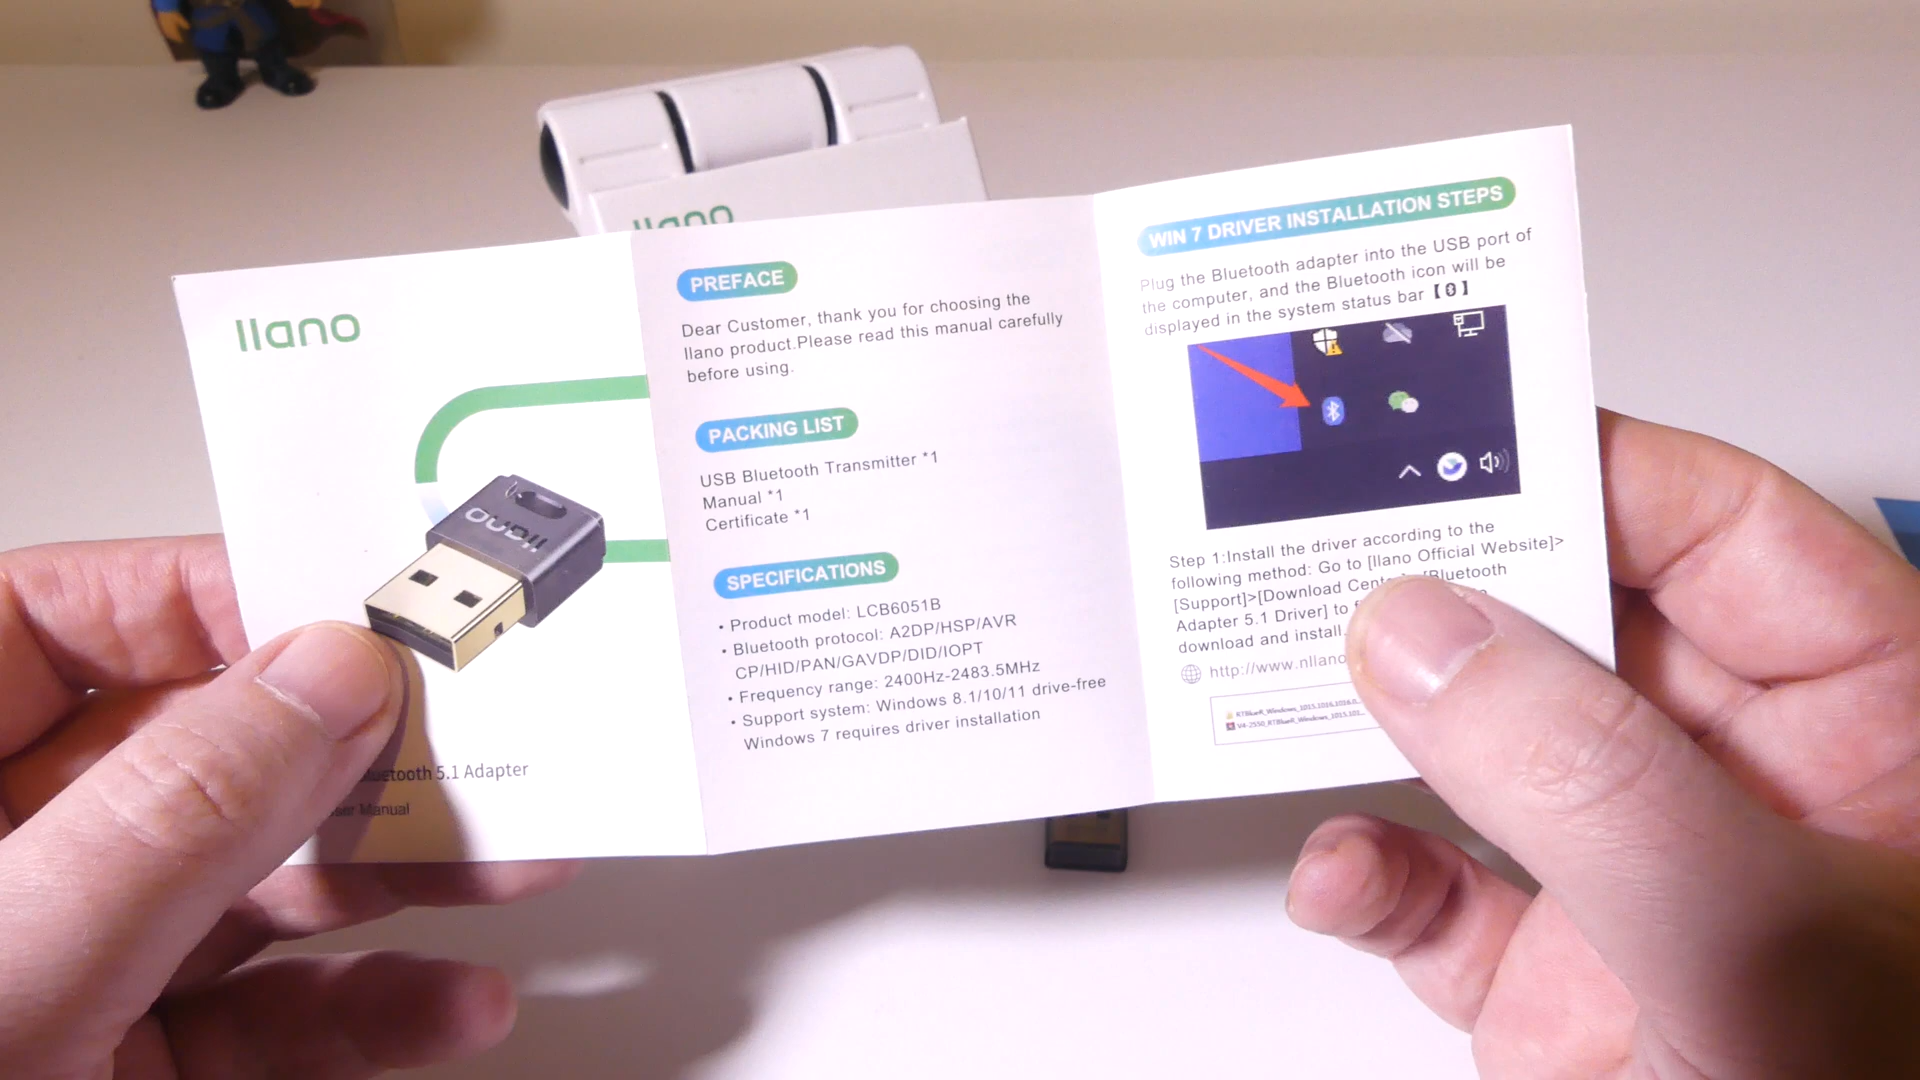 llano
llano
OUDII
Bluetooth 5.1 Adapter
User Manual
PREFACE
Dear Customer, thank you for choosing the
llano product.Please read this manual carefully
before using.
PACKING LIST
USB Bluetooth Transmitter *1
Manual *1
Certificate *1
SPECIFICATIONS
• Product model: LCB6051B
• Bluetooth protocol: A2DP/HSP/AVR
CP/HID/PAN/GAVDP/DID/IOPT
• Frequency range: 2400Hz-2483.5MHz
• Support system: Windows 8.1/10/11 drive-free
Windows 7 requires driver installation
WIN 7 DRIVER INSTALLATION STEPS
Plug the Bluetooth adapter into the USB port of
the computer, and the Bluetooth icon will be
displayed in the system status bar【】
Step 1:Install the driver according to the
following method: Go to [llano Official Website]>
[Support]>[Download Cent [Bluetooth
Adapter 5.1 Driver] to
download and install.
http://www.nllano